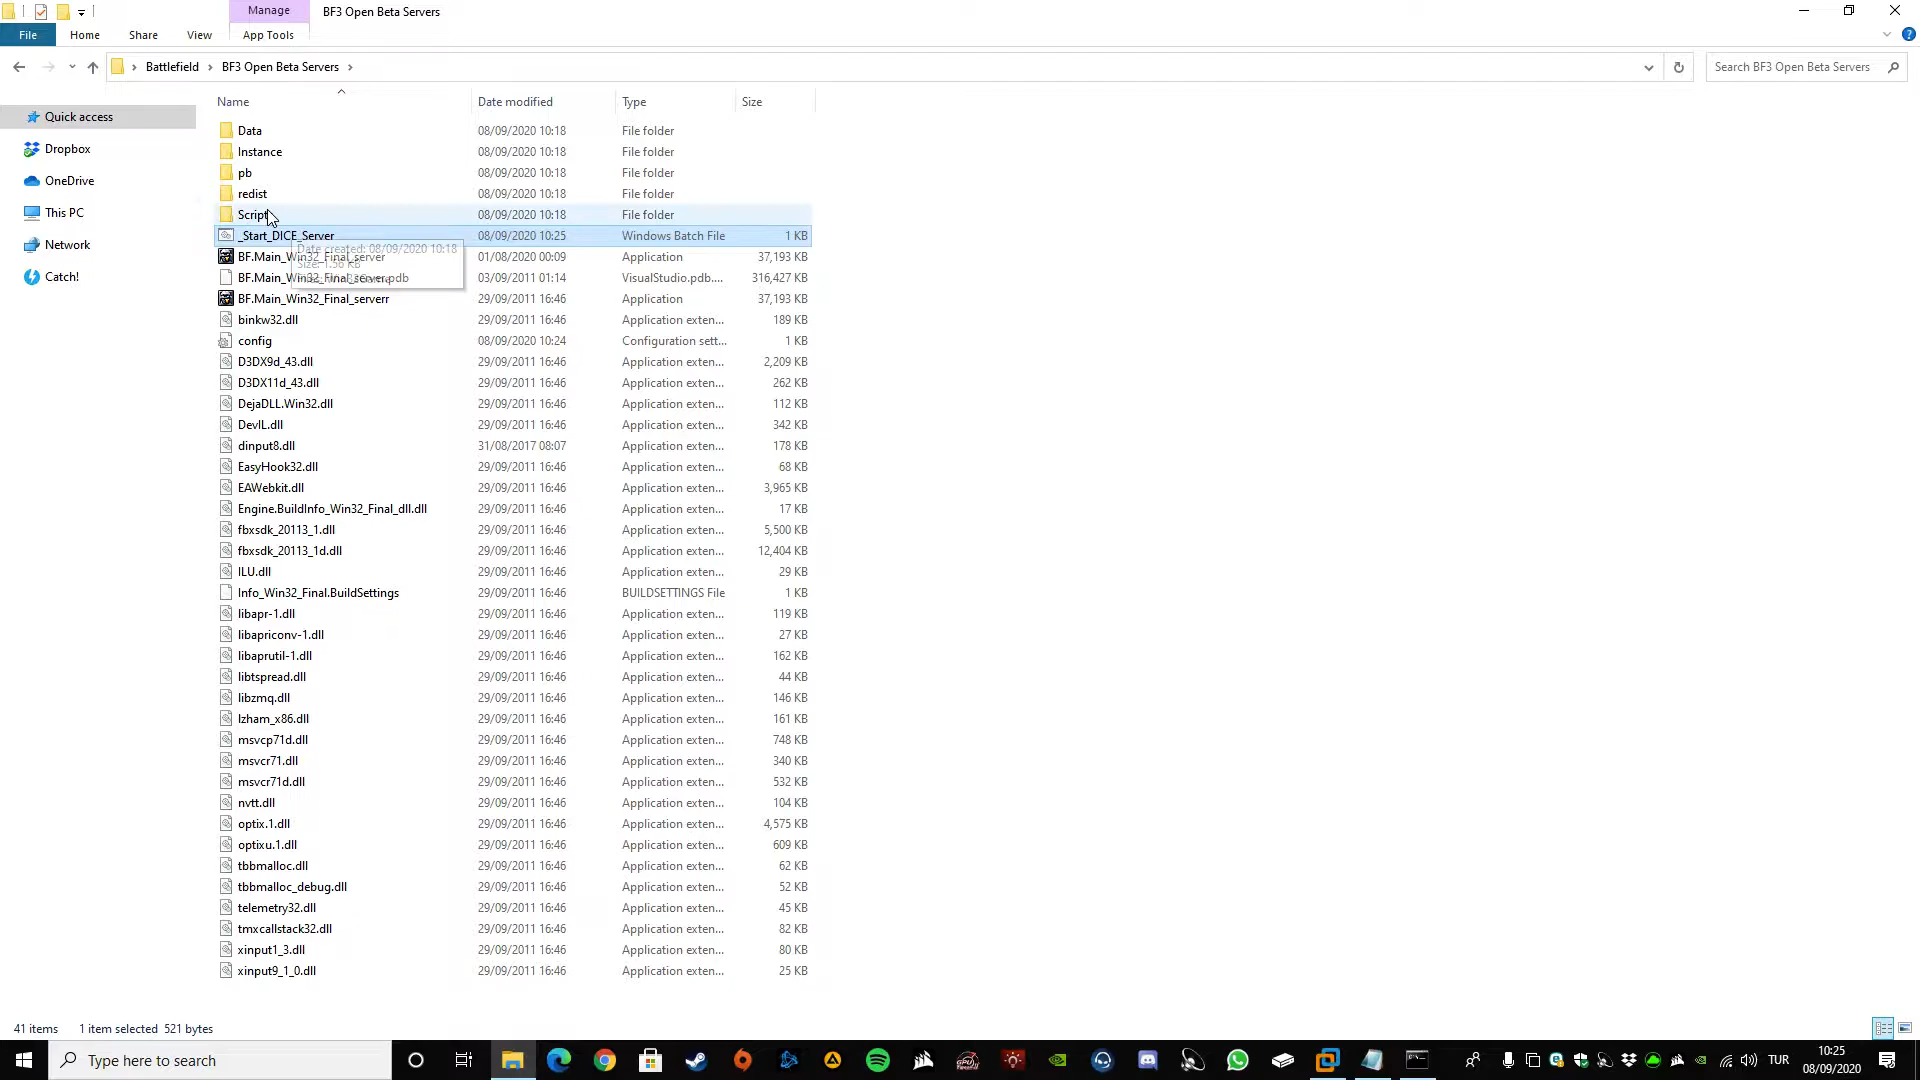 Manage
BF3 Open Beta Servers
File
Home
Share
View
App Tools
Battlefield
BF3 Open Beta Servers
Search BF3 Open Beta Servers
Name
Date modified
Type
Size
Quick access
Dropbox
OneDrive
This PC
Network
Catch!
Data 08/09/2020 10:18 File folder
Instance 08/09/2020 10:18 File folder
pb 08/09/2020 10:18 File folder
redist 08/09/2020 10:18 File folder
Script 08/09/2020 10:18 File folder
_Start_DICE_Server 08/09/2020 10:25 Windows Batch File 1 KB
Date created: 08/09/2020 10:18
Size: 1.56 KB
BF.Main_Win32_Final_server 01/08/2020 00:09 Application 37,193 KB
BF.Main_Win32_Final_server.pdb 03/09/2011 01:14 VisualStudio.pdb.... 316,427 KB
BF.Main_Win32_Final_serverr 29/09/2011 16:46 Application 37,193 KB
binkw32.dll 29/09/2011 16:46 Application exten... 189 KB
config 08/09/2020 10:24 Configuration sett... 1 KB
D3DX9d_43.dll 29/09/2011 16:46 Application exten... 2,209 KB
D3DX11d_43.dll 29/09/2011 16:46 Application exten... 262 KB
DejaDLL.Win32.dll 29/09/2011 16:46 Application exten... 112 KB
DevIL.dll 29/09/2011 16:46 Application exten... 342 KB
dinput8.dll 31/08/2017 08:07 Application exten... 178 KB
EasyHook32.dll 29/09/2011 16:46 Application exten... 68 KB
EAWebkit.dll 29/09/2011 16:46 Application exten... 3,965 KB
Engine.BuildInfo_Win32_Final_dll.dll 29/09/2011 16:46 Application exten... 17 KB
fbxsdk_20113_1.dll 29/09/2011 16:46 Application exten... 5,500 KB
fbxsdk_20113_1d.dll 29/09/2011 16:46 Application exten... 12,404 KB
ILU.dll 29/09/2011 16:46 Application exten... 29 KB
Info_Win32_Final.BuildSettings 29/09/2011 16:46 BUILDSETTINGS File 1 KB
libapr-1.dll 29/09/2011 16:46 Application exten... 119 KB
libapriconv-1.dll 29/09/2011 16:46 Application exten... 27 KB
libaprutil-1.dll 29/09/2011 16:46 Application exten... 162 KB
libtspread.dll 29/09/2011 16:46 Application exten... 44 KB
libzmq.dll 29/09/2011 16:46 Application exten... 146 KB
lzham_x86.dll 29/09/2011 16:46 Application exten... 161 KB
msvcp71d.dll 29/09/2011 16:46 Application exten... 748 KB
msvcr71.dll 29/09/2011 16:46 Application exten... 340 KB
msvcr71d.dll 29/09/2011 16:46 Application exten... 532 KB
nvtt.dll 29/09/2011 16:46 Application exten... 104 KB
optix.1.dll 29/09/2011 16:46 Application exten... 4,575 KB
optixu.1.dll 29/09/2011 16:46 Application exten... 609 KB
tbbmalloc.dll 29/09/2011 16:46 Application exten... 62 KB
tbbmalloc_debug.dll 29/09/2011 16:46 Application exten... 52 KB
telemetry32.dll 29/09/2011 16:46 Application exten... 45 KB
tmxcallstack32.dll 29/09/2011 16:46 Application exten... 82 KB
xinput1_3.dll 29/09/2011 16:46 Application exten... 80 KB
xinput9_1_0.dll 29/09/2011 16:46 Application exten... 25 KB
41 items
1 item selected 521 bytes
Type here to search
TUR
10:25
08/09/2020